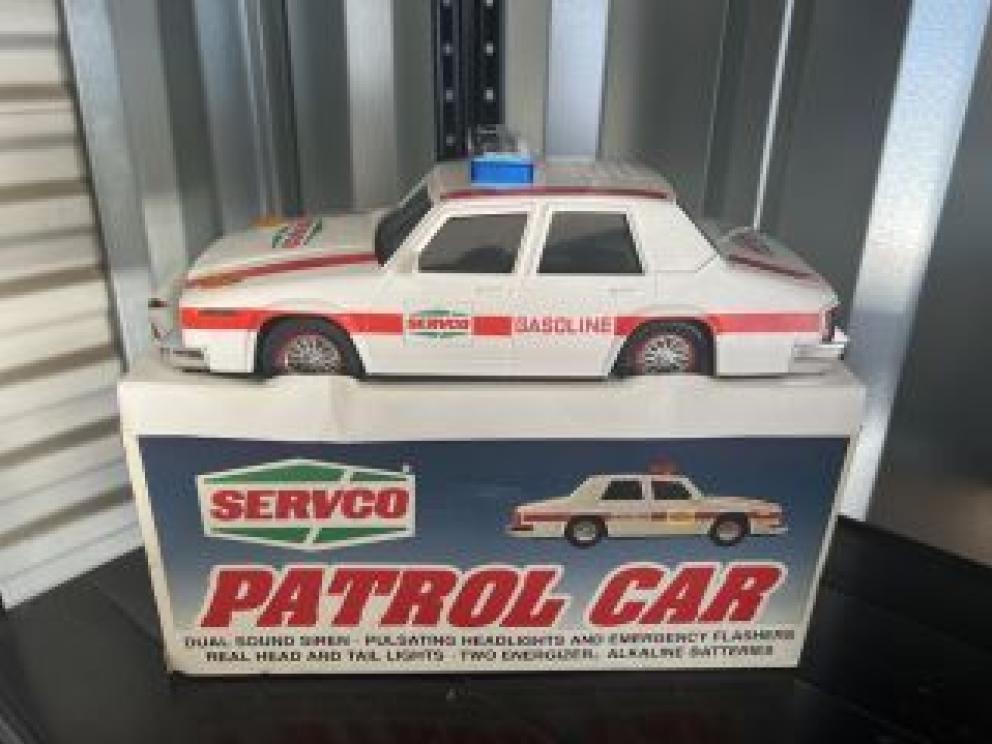 SERVCO GASOLINE
SERVCO
PATROL CAR
DUAL SOUND SIREN - PULSATING HEADLIGHTS AND EMERGENCY FLASHERS
REAL HEAD AND TAIL LIGHTS - TWO ENERGIZER® ALKALINE BATTERIES